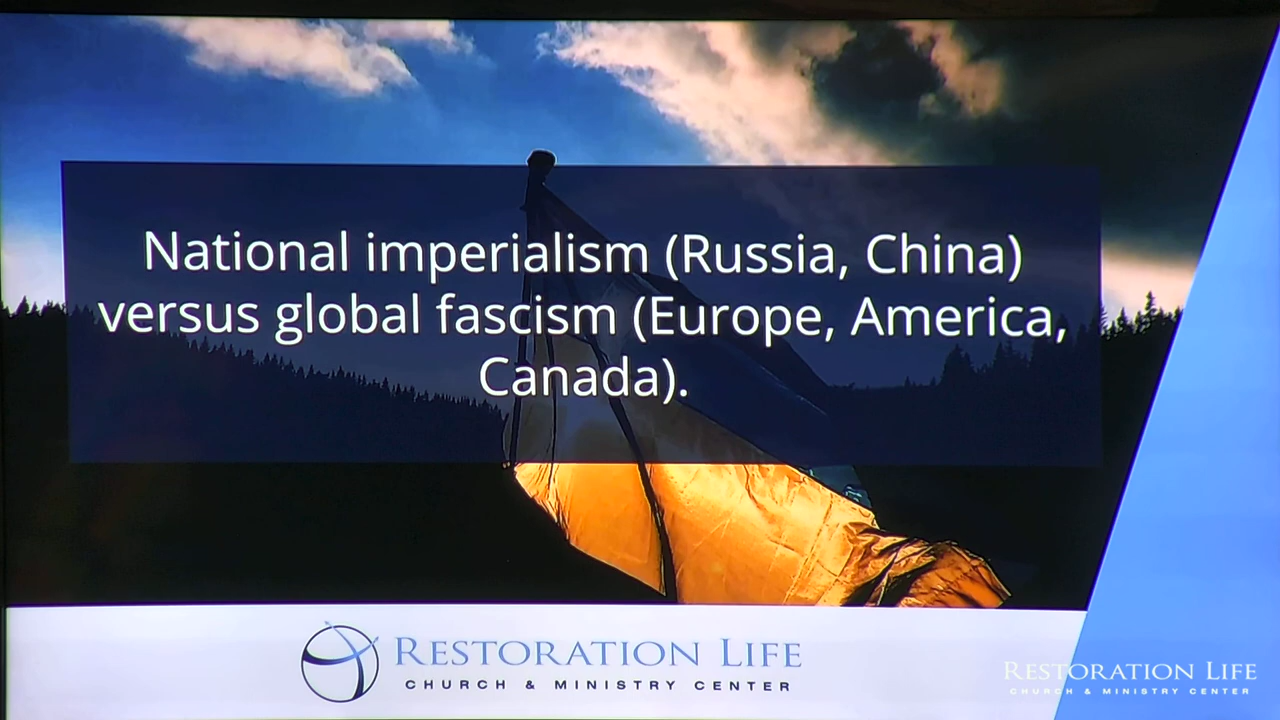 National imperialism (Russia, China)
versus global fascism (Europe, America,
Canada).
RESTORATION LIFE
CHURCH & MINISTRY CENTER
RESTORATION LIFE
CHURCH & MINISTRY CENTER